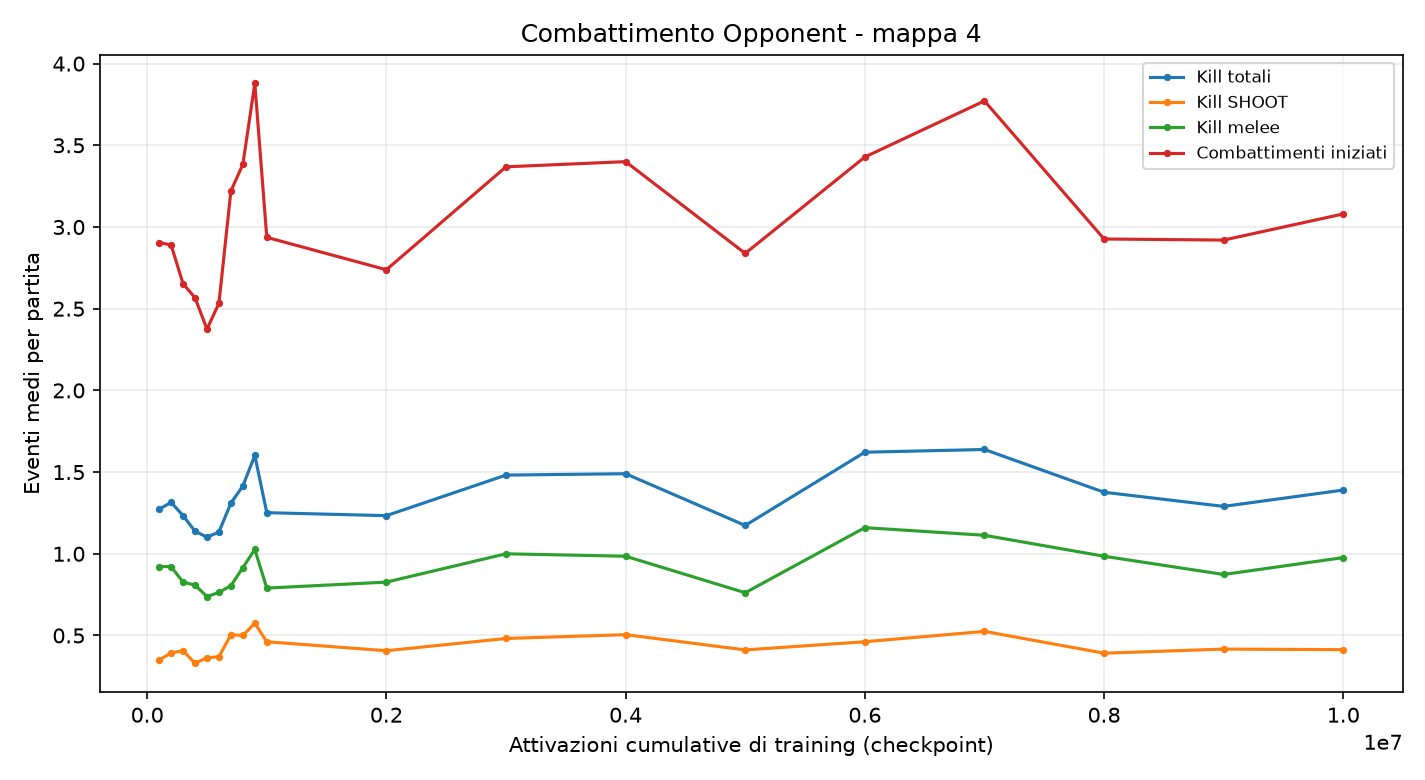 Combattimento Opponent - mappa 4
Kill totali
Kill SHOOT
Kill melee
Combattimenti iniziati
Eventi medi per partita
4.0
3.5
3.0
2.5
2.0
1.5
1.0
0.5
0.0 0.2 0.4 0.6 0.8 1.0
1e7
Attivazioni cumulative di training (checkpoint)